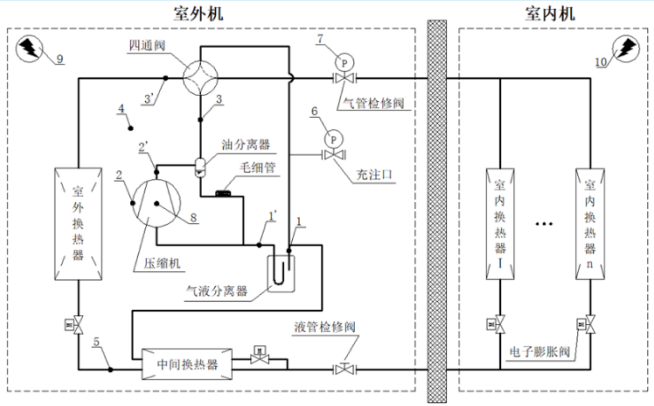 室外机
室内机
四通阀
7
P
9
10
3'
3
气管检修阀
4
6
P
油分离器
2'
毛细管
充注口
2
室外换热器
8
室内换热器1
室内换热器n
...
1'
1
压缩机
气液分离器
液管检修阀
M
M
M
M
电子膨胀阀
5
中间换热器